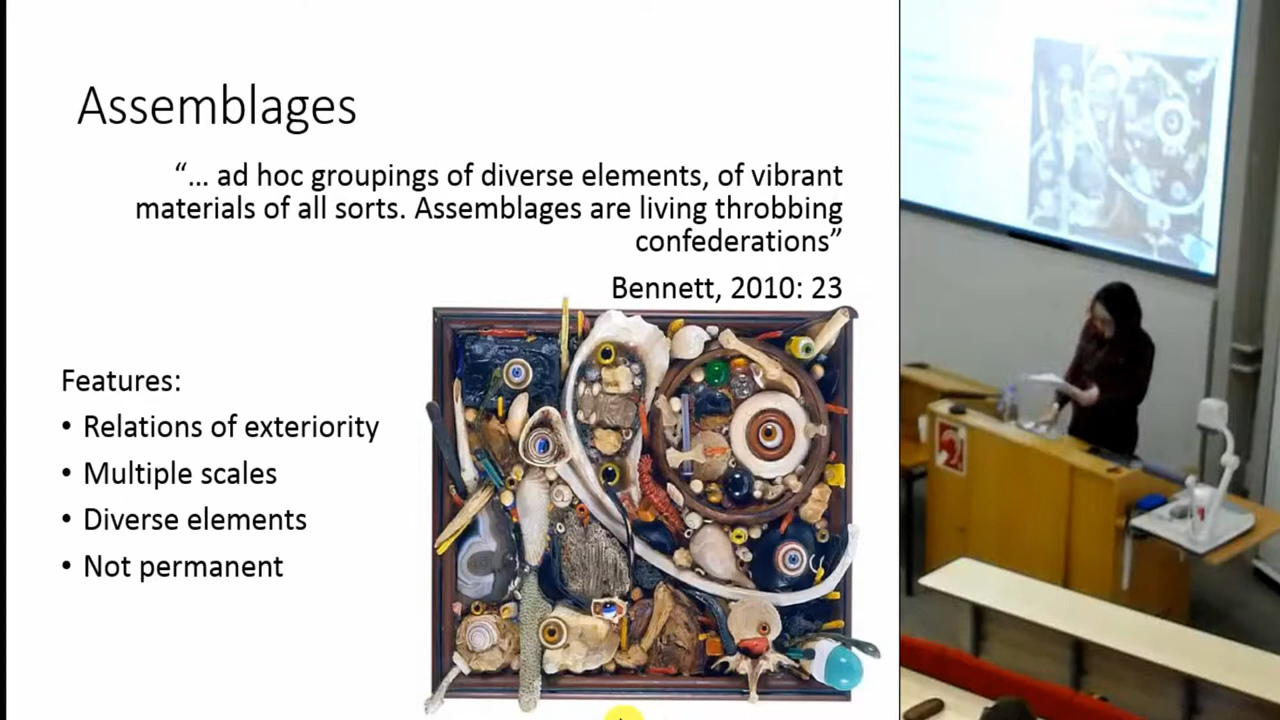 Assemblages
“... ad hoc groupings of diverse elements, of vibrant
materials of all sorts. Assemblages are living throbbing
confederations”
Bennett, 2010: 23
Features:
• Relations of exteriority
• Multiple scales
• Diverse elements
• Not permanent